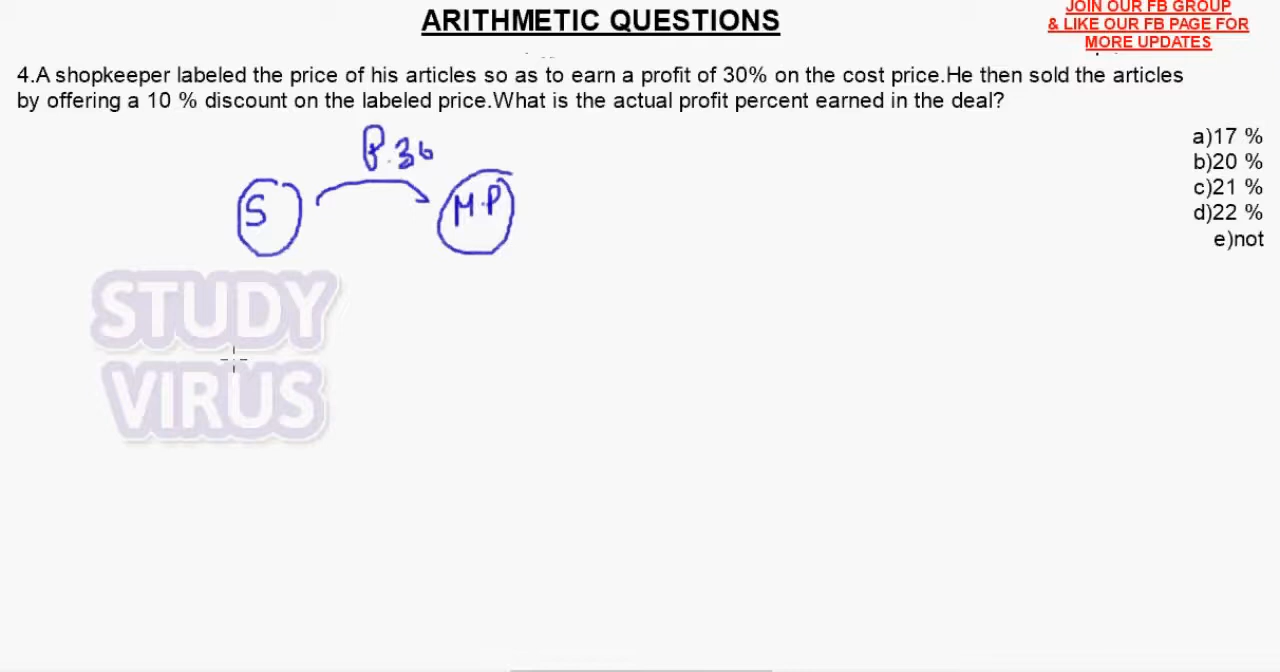 ARITHMETIC QUESTIONS
JOIN OUR FB GROUP
& LIKE OUR FB PAGE FOR
MORE UPDATES
4.A shopkeeper labeled the price of his articles so as to earn a profit of 30% on the cost price.He then sold the articles
by offering a 10 % discount on the labeled price.What is the actual profit percent earned in the deal?
a)17 %
b)20 %
c)21 %
d)22 %
e)not
P.30
S
M.P
STUDY
VIRUS